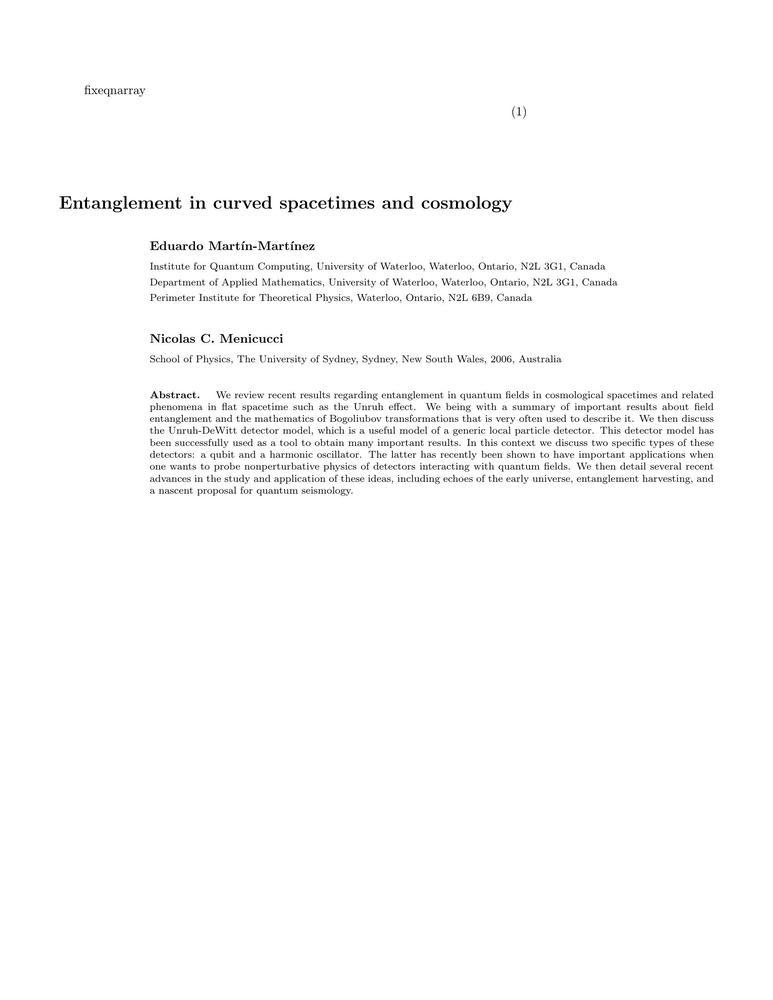 fixeqnarray
(1)
Entanglement in curved spacetimes and cosmology
Eduardo Martín-Martínez
Institute for Quantum Computing, University of Waterloo, Waterloo, Ontario, N2L 3G1, Canada
Department of Applied Mathematics, University of Waterloo, Waterloo, Ontario, N2L 3G1, Canada
Perimeter Institute for Theoretical Physics, Waterloo, Ontario, N2L 6B9, Canada
Nicolas C. Menicucci
School of Physics, The University of Sydney, Sydney, New South Wales, 2006, Australia
Abstract. We review recent results regarding entanglement in quantum fields in cosmological spacetimes and related
phenomena in flat spacetime such as the Unruh effect. We being with a summary of important results about field
entanglement and the mathematics of Bogoliubov transformations that is very often used to describe it. We then discuss
the Unruh-DeWitt detector model, which is a useful model of a generic local particle detector. This detector model has
been successfully used as a tool to obtain many important results. In this context we discuss two specific types of these
detectors: a qubit and a harmonic oscillator. The latter has recently been shown to have important applications when
one wants to probe nonperturbative physics of detectors interacting with quantum fields. We then detail several recent
advances in the study and application of these ideas, including echoes of the early universe, entanglement harvesting, and
a nascent proposal for quantum seismology.